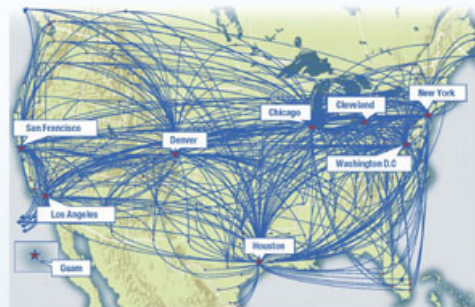 New York
Cleveland
Chicago
San Francisco
Denver
Washington D.C
Los Angeles
Houston
Guam